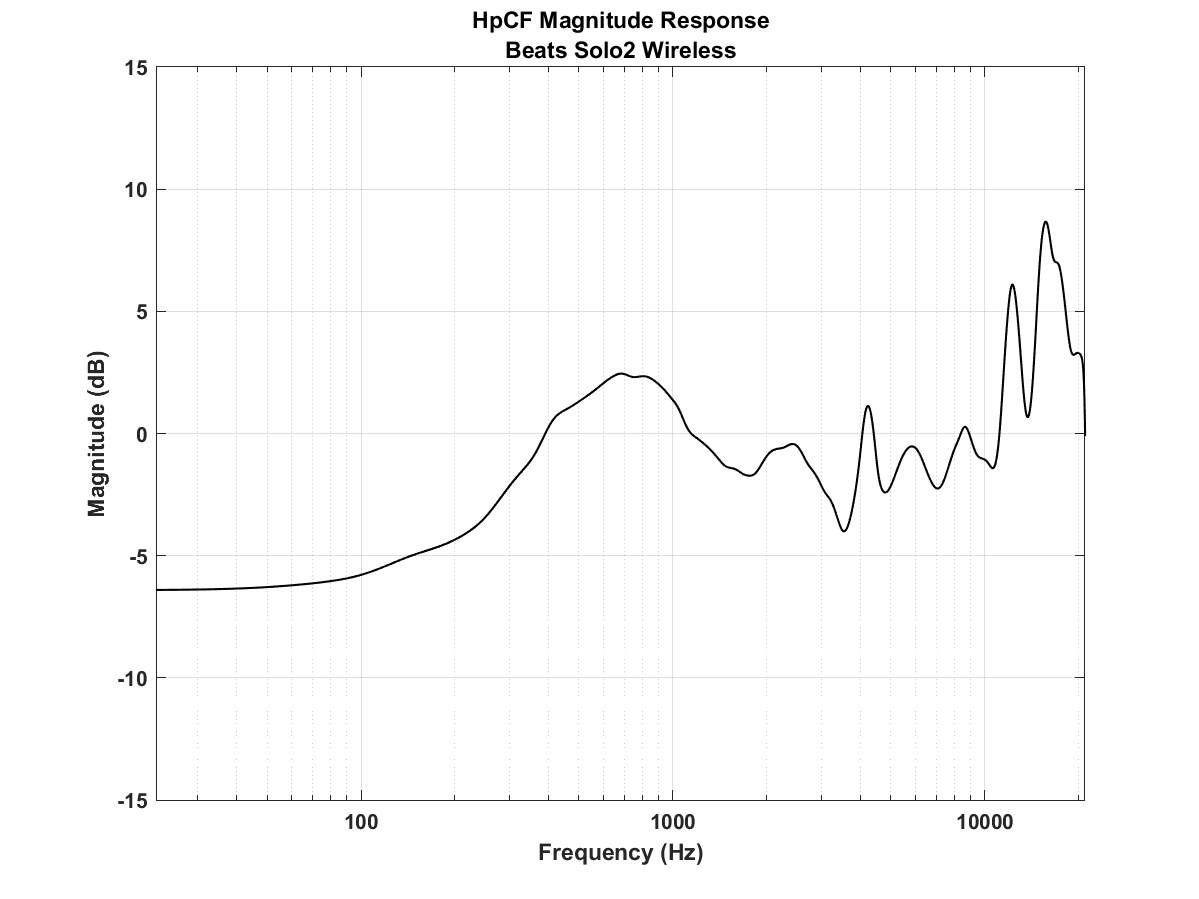 HpCF Magnitude Response
Beats Solo2 Wireless
15
10
5
0
-5
-10
-15
Magnitude (dB)
100
1000
10000
Frequency (Hz)